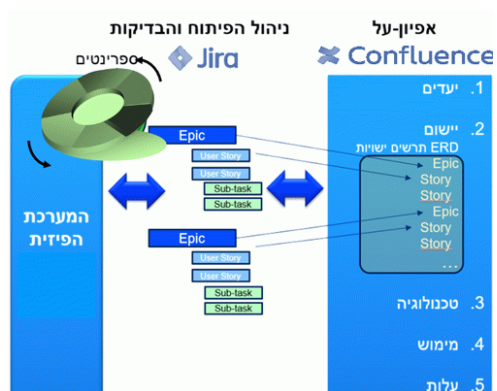 אפיון-על
Confluence
1. יעדים
2. יישום
ERD תרשים ישויות
Epic
Story
Story
Epic
Story
Story
...
3. טכנולוגיה
4. מימוש
5. עלות
ניהול הפיתוח והבדיקות
Jira
Epic
User Story
User Story
Sub-task
Sub-task
Epic
User Story
User Story
Sub-task
Sub-task
ספרינטים
המערכת
הפיזית